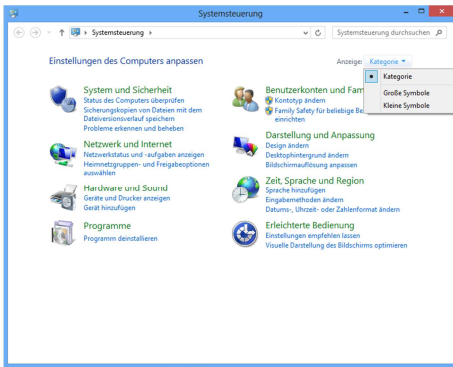 Systemsteuerung
Systemsteuerung
Systemsteuerung durchsuchen
Einstellungen des Computers anpassen
Anzeige: Kategorie
Kategorie
Große Symbole
Kleine Symbole
System und Sicherheit
Status des Computers überprüfen
Sicherungskopien von Dateien mit dem
Dateiversionsverlauf speichern
Probleme erkennen und beheben
Netzwerk und Internet
Netzwerkstatus und -aufgaben anzeigen
Heimnetzgruppen- und Freigabeoptionen
auswählen
Hardware und Sound
Geräte und Drucker anzeigen
Gerät hinzufügen
Programme
Programm deinstallieren
Benutzerkonten und Fam
Kontotyp ändern
Family Safety für beliebige Be
einrichten
Darstellung und Anpassung
Design ändern
Desktophintergrund ändern
Bildschirmauflösung anpassen
Zeit, Sprache und Region
Sprache hinzufügen
Eingabemethoden ändern
Datums-, Uhrzeit- oder Zahlenformat ändern
Erleichterte Bedienung
Einstellungen empfehlen lassen
Visuelle Darstellung des Bildschirms optimieren